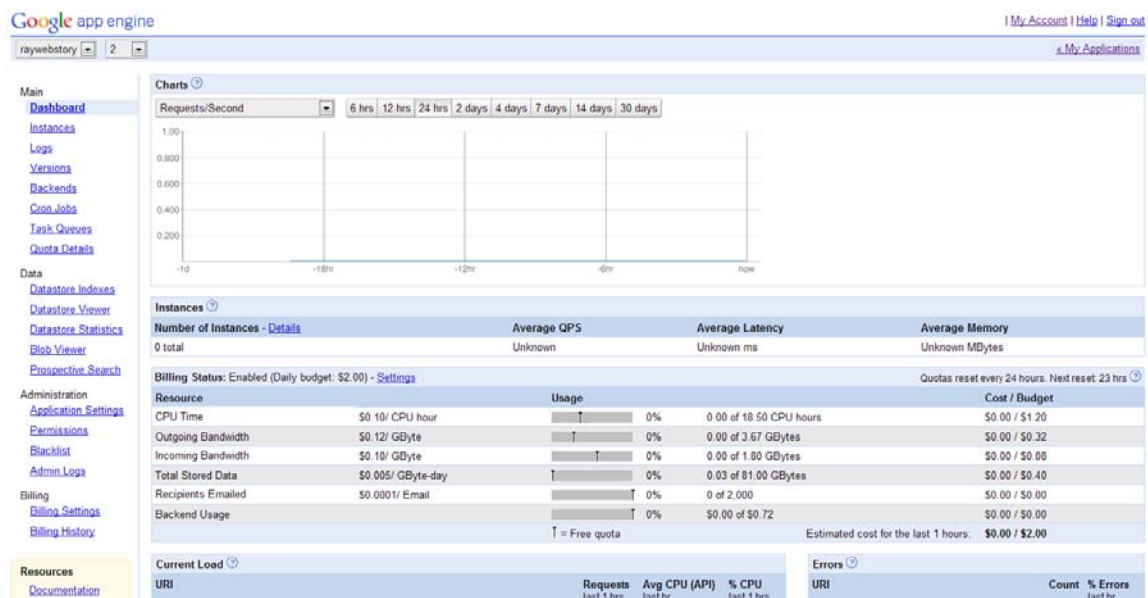 Google app engine
| My Account | Help | Sign out
raywebstory 2
« My Applications
Main
Dashboard
Instances
Logs
Versions
Backends
Cron Jobs
Task Queues
Quota Details
Data
Datastore Indexes
Datastore Viewer
Datastore Statistics
Blob Viewer
Prospective Search
Administration
Application Settings
Permissions
Blacklist
Admin Logs
Billing
Billing Settings
Billing History
Resources
Documentation
Charts ?
Requests/Second 6 hrs 12 hrs 24 hrs 2 days 4 days 7 days 14 days 30 days
1.00
0.800
0.600
0.400
0.200
-1d -18hr -12hr -6hr now
Instances ?
Number of Instances - Details Average QPS Average Latency Average Memory
0 total Unknown Unknown ms Unknown MBytes
Billing Status: Enabled (Daily budget: $2.00) - Settings Quotas reset every 24 hours. Next reset: 23 hrs ?
Resource Usage Cost / Budget
CPU Time $0.10/ CPU hour 0% 0.00 of 18.50 CPU hours $0.00 / $1.20
Outgoing Bandwidth $0.12/ GByte 0% 0.00 of 3.67 GBytes $0.00 / $0.32
Incoming Bandwidth $0.10/ GByte 0% 0.00 of 1.80 GBytes $0.00 / $0.08
Total Stored Data $0.005/ GByte-day 0% 0.03 of 81.00 GBytes $0.00 / $0.40
Recipients Emailed $0.0001/ Email 0% 0 of 2,000 $0.00 / $0.00
Backend Usage 0% $0.00 of $0.72 $0.00 / $0.00
= Free quota Estimated cost for the last 1 hours: $0.00 / $2.00
Current Load ?
URI Requests Avg CPU (API) % CPU
last 1 hrs last hr last 1 hrs
Errors ?
URI Count % Errors
last hr